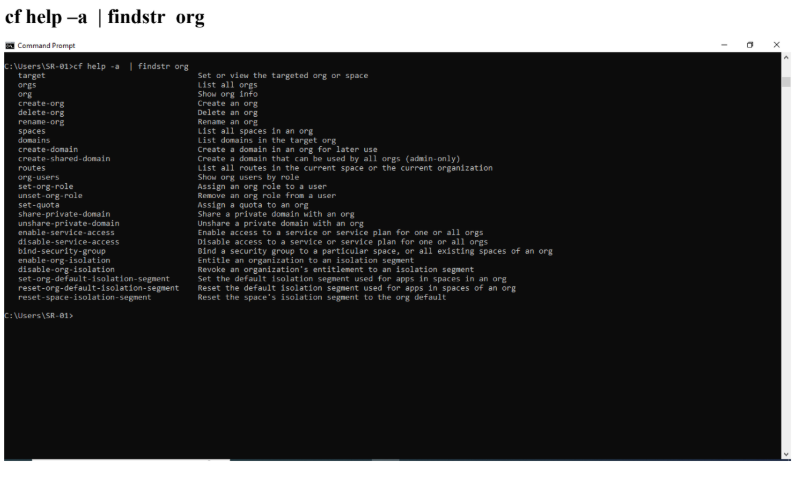 cf help –a | findstr org
Command Prompt
C:\Users\SR-01>cf help -a | findstr org
target Set or view the targeted org or space
orgs List all orgs
org Show org info
create-org Create an org
delete-org Delete an org
rename-org Rename an org
spaces List all spaces in an org
domains List domains in the target org
create-domain Create a domain in an org for later use
create-shared-domain Create a domain that can be used by all orgs (admin-only)
routes List all routes in the current space or the current organization
org-users Show org users by role
set-org-role Assign an org role to a user
unset-org-role Remove an org role from a user
set-quota Assign a quota to an org
share-private-domain Share a private domain with an org
unshare-private-domain Unshare a private domain with an org
enable-service-access Enable access to a service or service plan for one or all orgs
disable-service-access Disable access to a service or service plan for one or all orgs
bind-security-group Bind a security group to a particular space, or all existing spaces of an org
enable-org-isolation Entitle an organization to an isolation segment
disable-org-isolation Revoke an organization's entitlement to an isolation segment
set-org-default-isolation-segment Set the default isolation segment used for apps in spaces in an org
reset-org-default-isolation-segment Reset the default isolation segment used for apps in spaces of an org
reset-space-isolation-segment Reset the space's isolation segment to the org default
C:\Users\SR-01>